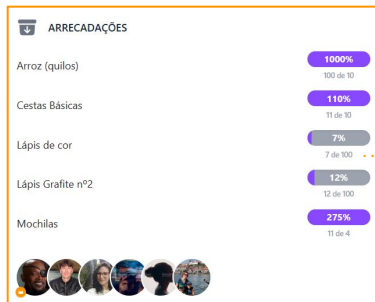 ARRECADAÇÕES
Arroz (quilos)
1000%
100 de 10
Cestas Básicas
110%
11 de 10
Lápis de cor
7%
7 de 100
Lápis Grafite nº2
12%
12 de 100
Mochilas
275%
11 de 4